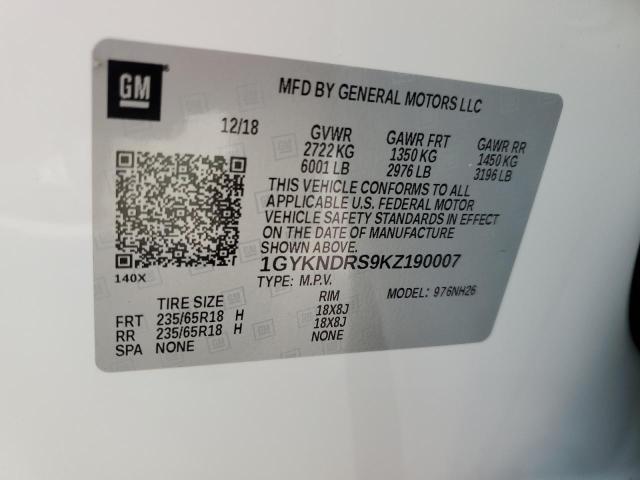 GM
MFD BY GENERAL MOTORS LLC
12/18 GVWR GAWR FRT GAWR RR
2722 KG 1350 KG 1450 KG
6001 LB 2976 LB 3196 LB
THIS VEHICLE CONFORMS TO ALL
APPLICABLE U.S. FEDERAL MOTOR
VEHICLE SAFETY STANDARDS IN EFFECT
ON THE DATE OF MANUFACTURE
SHOWN ABOVE.
140X
1GYKNDRS9KZ190007
TYPE: M.P.V. MODEL: 976NH26
TIRE SIZE RIM
FRT 235/65R18 H 18X8J
RR 235/65R18 H 18X8J
SPA NONE NONE